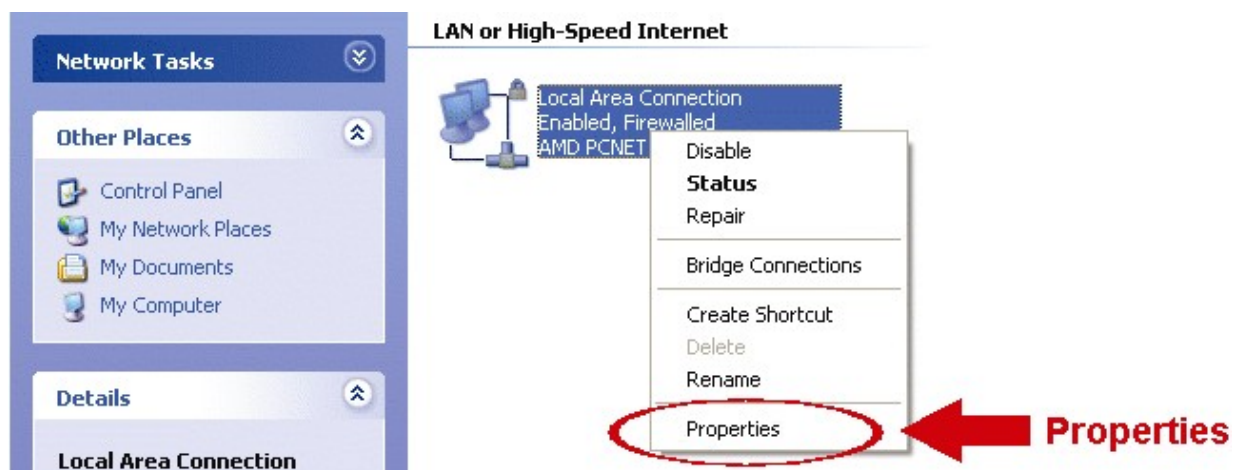 LAN or High-Speed Internet
Network Tasks
Other Places
Control Panel
My Network Places
My Documents
My Computer
Details
Local Area Connection
Local Area Connection
Enabled, Firewalled
AMD PCNET
Disable
Status
Repair
Bridge Connections
Create Shortcut
Delete
Rename
Properties
Properties